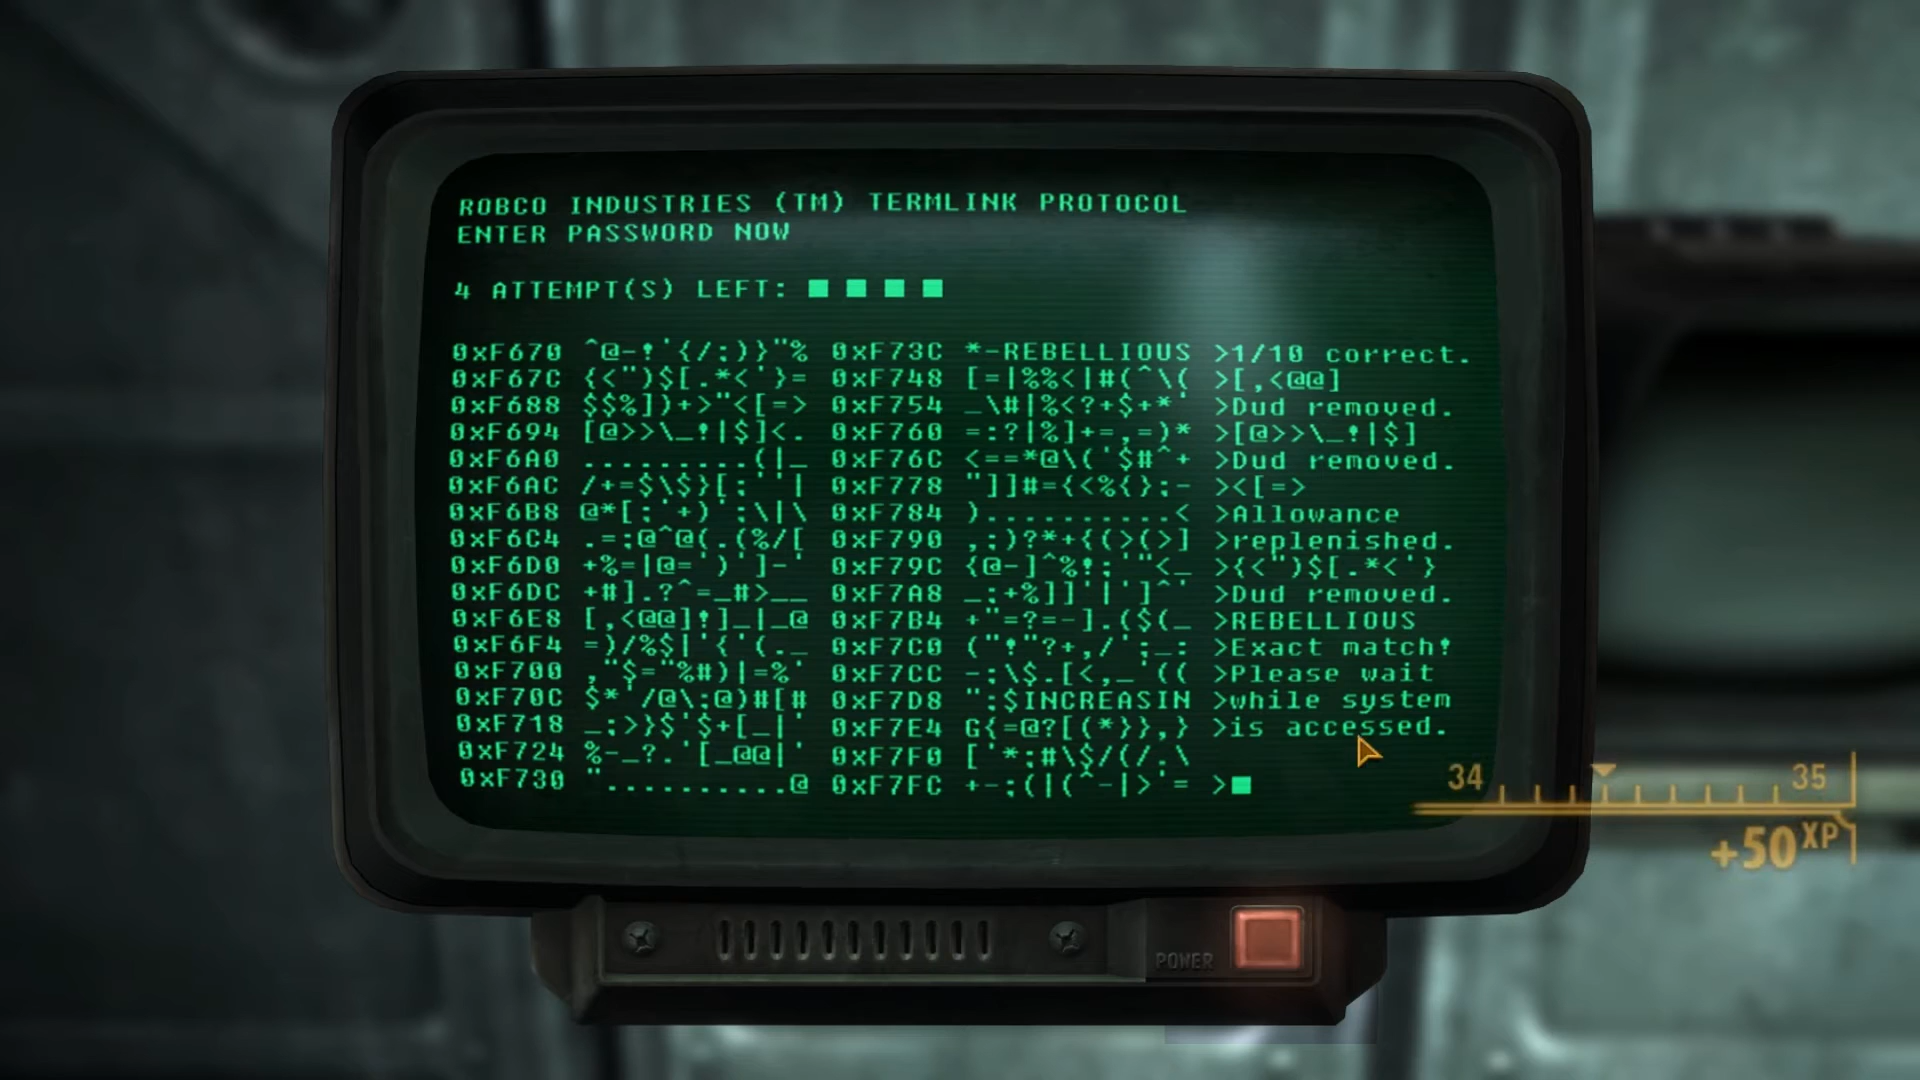 ROBCO INDUSTRIES (TM) TERMLINK PROTOCOL
ENTER PASSWORD NOW
4 ATTEMPT(S) LEFT: ■ ■ ■ ■
0xF670 ^@-!'{/;)}"% 0xF73C *-REBELLIOUS >1/10 correct.
0xF67C {<")$[.*<'}= 0xF748 [=|%%<|#(^\( >[,<@@]
0xF688 $$%])+>"<[=> 0xF754 _\#|%<?+$+*' >Dud removed.
0xF694 [@>>\_!|$]<. 0xF760 =:?|%]+=,=)* >[@>>\_!|$]
0xF6A0 .........(|_ 0xF76C <==*@\('$#^+ >Dud removed.
0xF6AC /+=$\$}[:''| 0xF778 "]]#={<%{}:- ><[=>
0xF6B8 @*[;'+)';\|\ 0xF784 )..........< >Allowance
0xF6C4 .=;@^@(.(%/[ 0xF790 ,;)?*+{(>(>] >replenished.
0xF6D0 +%=|@=')']-' 0xF79C {@-]^%!;'"<_ >{<")$[.*<'}
0xF6DC +#].?^=_#>__ 0xF7A8 _;+%]]'|']^' >Dud removed.
0xF6E8 [,<@@]!]_|_@ 0xF7B4 +"=?=-].($(_ >REBELLIOUS
0xF6F4 =)/%$|'{'(._ 0xF7C0 ("!"?+,/';_: >Exact match!
0xF700 ,"$="%#)|=%' 0xF7CC -;\$.[<,_'(( >Please wait
0xF70C $*'/@\;@)#[# 0xF7D8 ":$INCREASIN >while system
0xF718 _;>}$'$+[_|' 0xF7E4 G{=@?[(*}},} >is accessed.
0xF724 %-_?.'[_@@|' 0xF7F0 ['*;#\$/(/.\
0xF730 "..........@ 0xF7FC +-;(|(^-|>'= >■
34 35
+50 XP
POWER